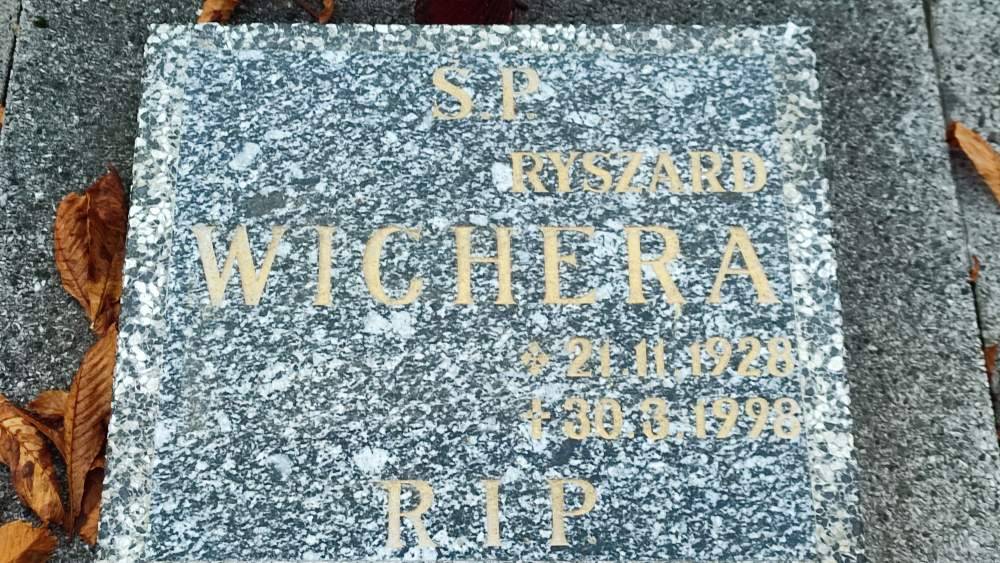 S.P.
RYSZARD
WICHERA
21.11.1928
✝30.3.1998
R.I.P.